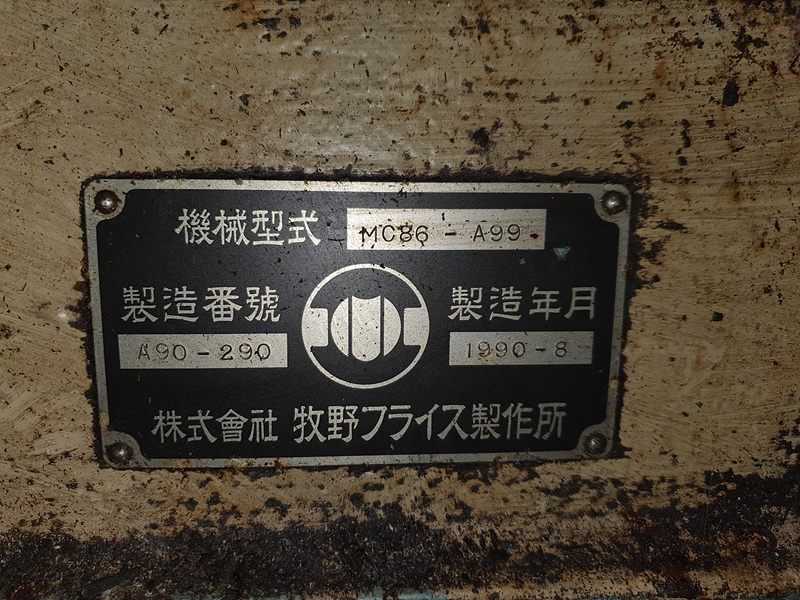 機械型式 MC86 - A99
製造番號 製造年月
A90 - 290 1990 - 8
株式會社 牧野フライス製作所